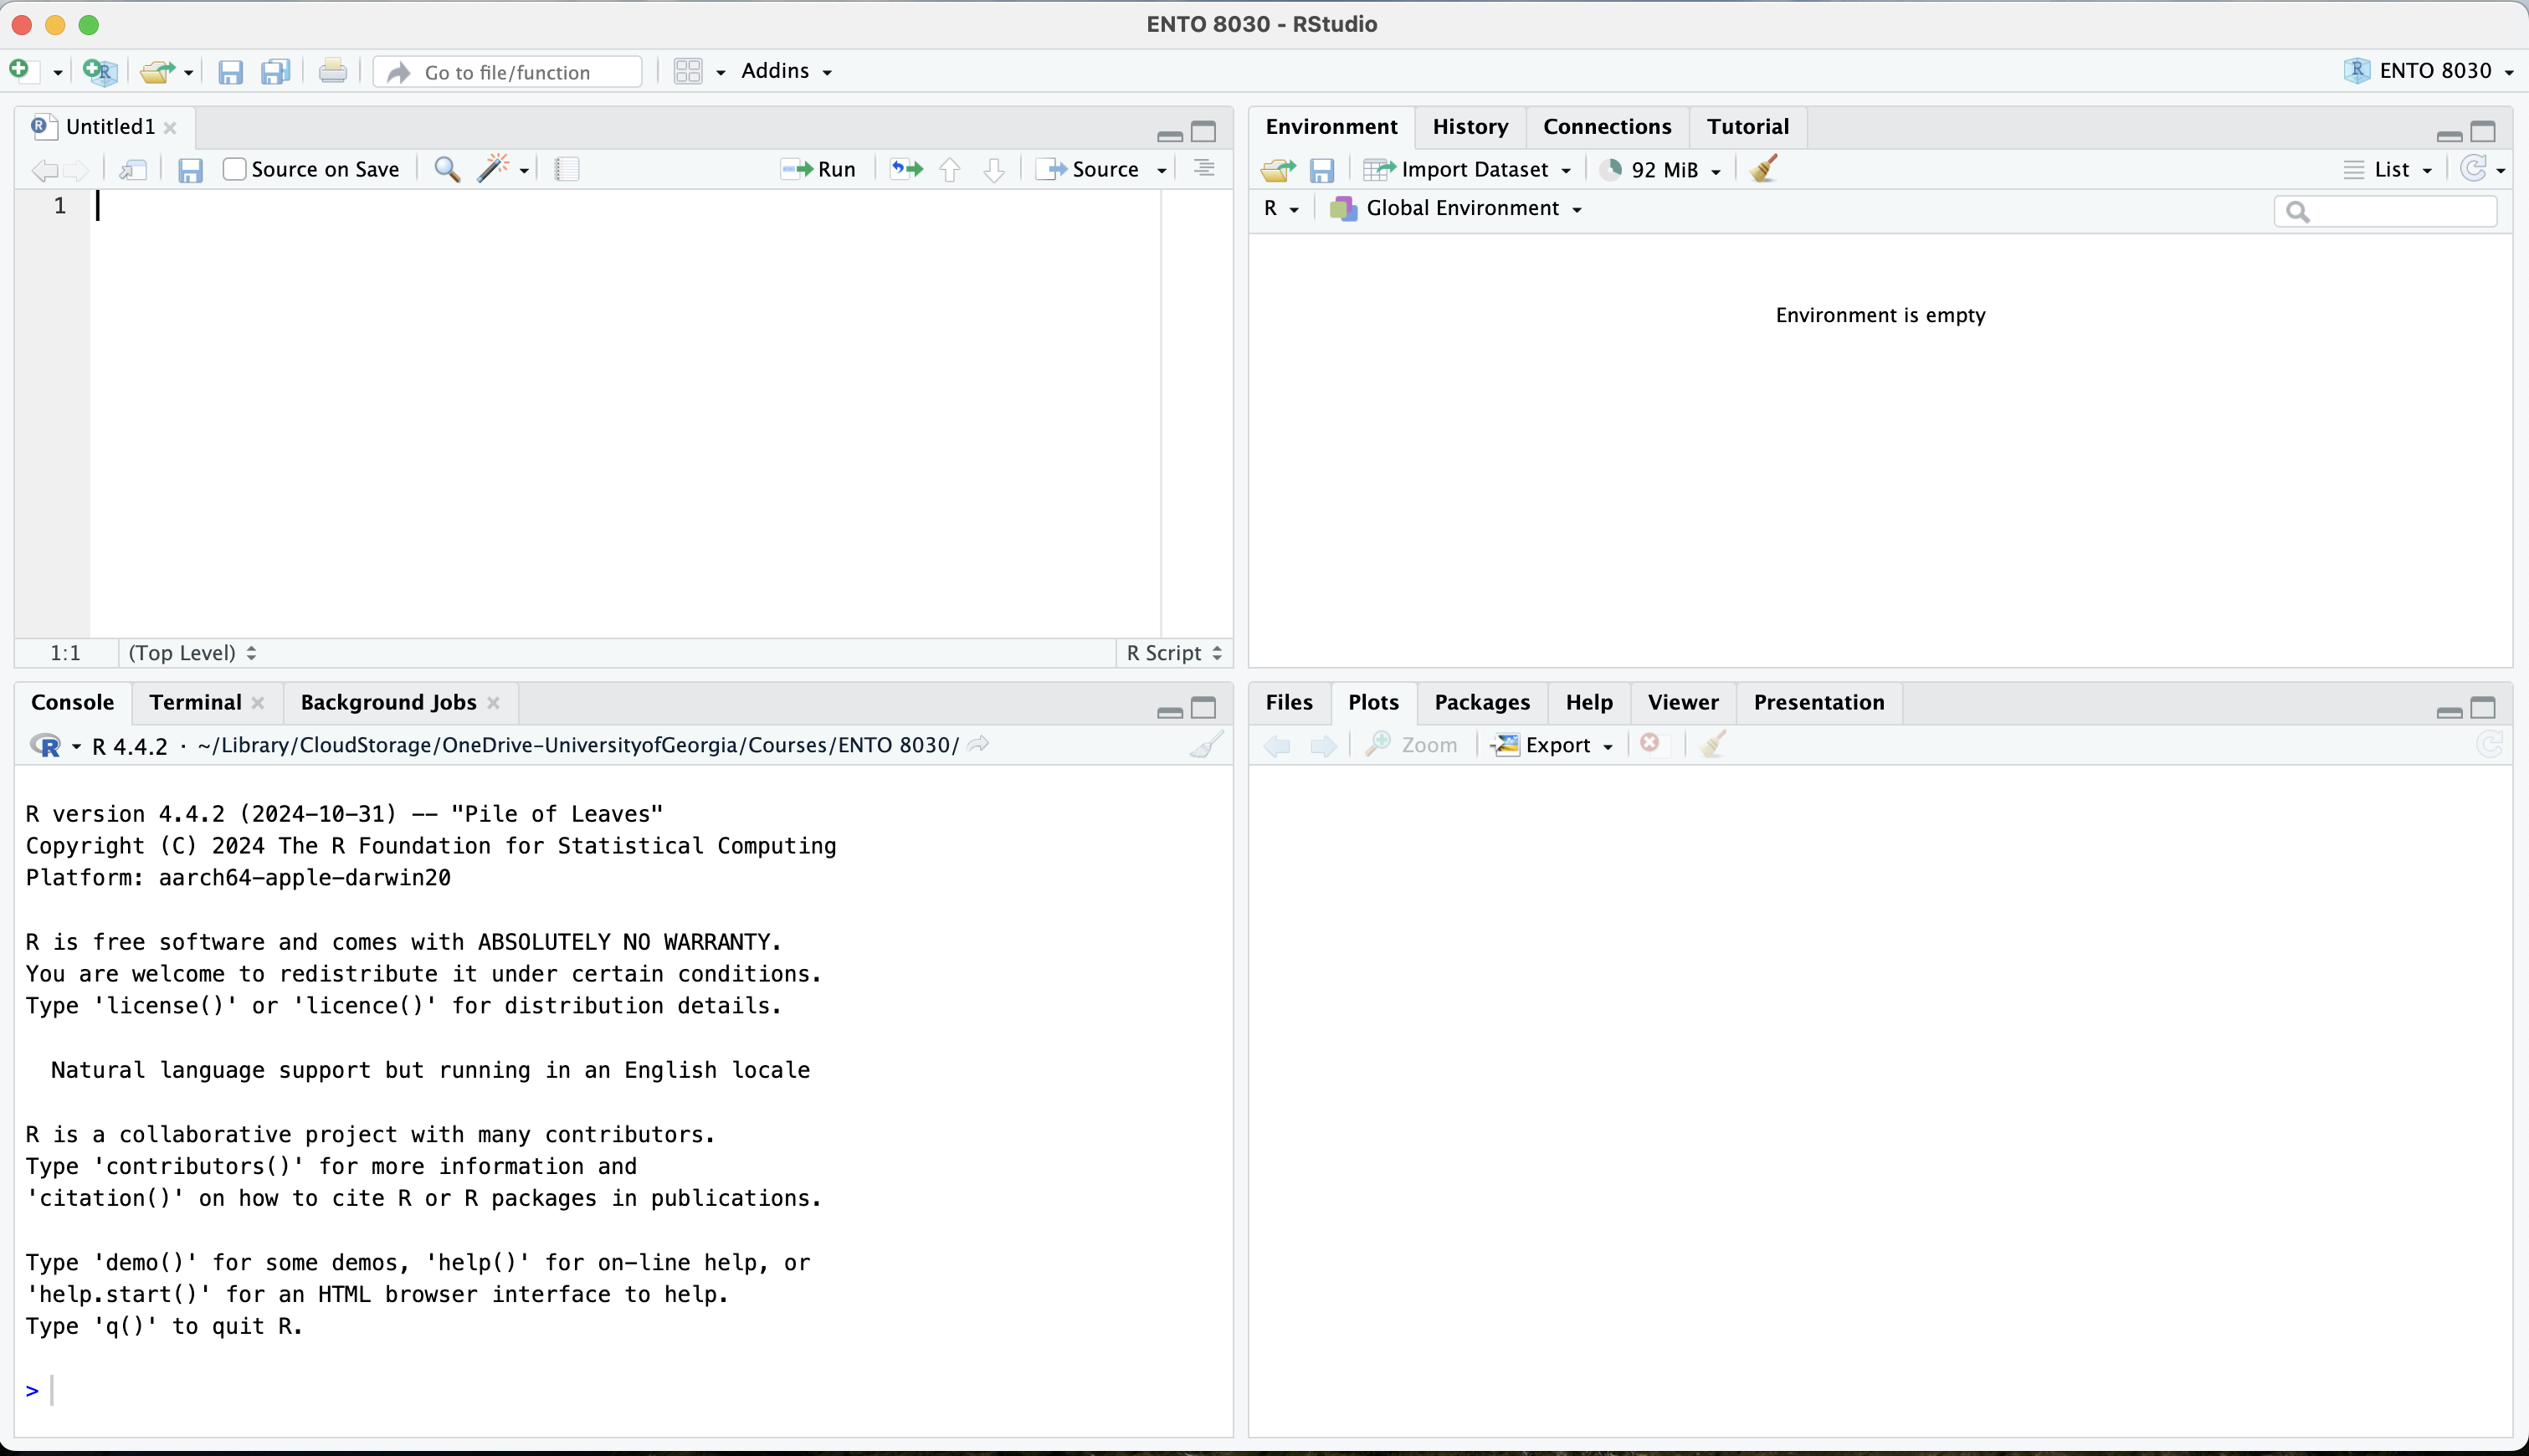 ENTO 8030 - RStudio
Go to file/function
Addins
ENTO 8030
Untitled1
Source on Save
Run
Source
1
1:1
(Top Level)
R Script
Environment
History
Connections
Tutorial
Import Dataset
92 MiB
List
R
Global Environment
Environment is empty
Console
Terminal
Background Jobs
R 4.4.2 · ~/Library/CloudStorage/OneDrive-UniversityofGeorgia/Courses/ENTO 8030/
R version 4.4.2 (2024-10-31) -- "Pile of Leaves"
Copyright (C) 2024 The R Foundation for Statistical Computing
Platform: aarch64-apple-darwin20
R is free software and comes with ABSOLUTELY NO WARRANTY.
You are welcome to redistribute it under certain conditions.
Type 'license()' or 'licence()' for distribution details.
Natural language support but running in an English locale
R is a collaborative project with many contributors.
Type 'contributors()' for more information and
'citation()' on how to cite R or R packages in publications.
Type 'demo()' for some demos, 'help()' for on-line help, or
'help.start()' for an HTML browser interface to help.
Type 'q()' to quit R.
>
Files
Plots
Packages
Help
Viewer
Presentation
Zoom
Export